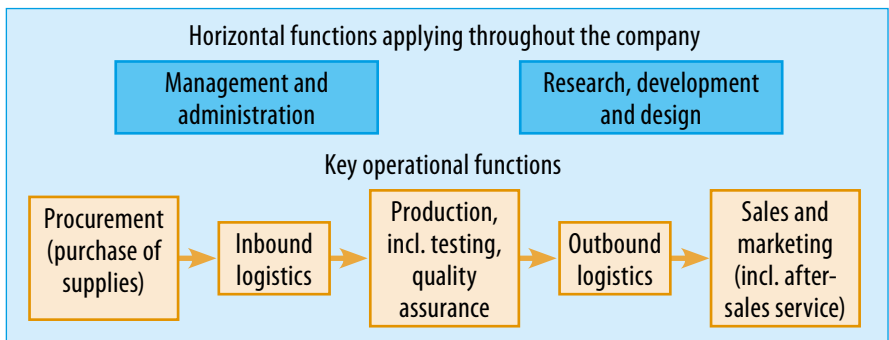 Horizontal functions applying throughout the company
Management and
administration
Research, development
and design
Key operational functions
Procurement
(purchase of
supplies)
Inbound
logistics
Production,
incl. testing,
quality
assurance
Outbound
logistics
Sales and
marketing
(incl. after-
sales service)